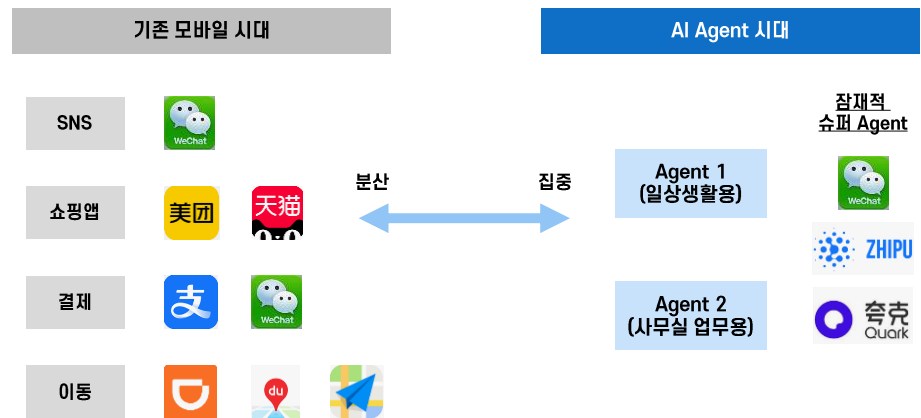 기존 모바일 시대
AI Agent 시대
SNS
WeChat
쇼핑앱
美团
天猫
결제
支
WeChat
이동
du
분산
집중
Agent 1
(일상생활용)
Agent 2
(사무실 업무용)
잠재적
슈퍼 Agent
WeChat
ZHIPU
夸克
Quark